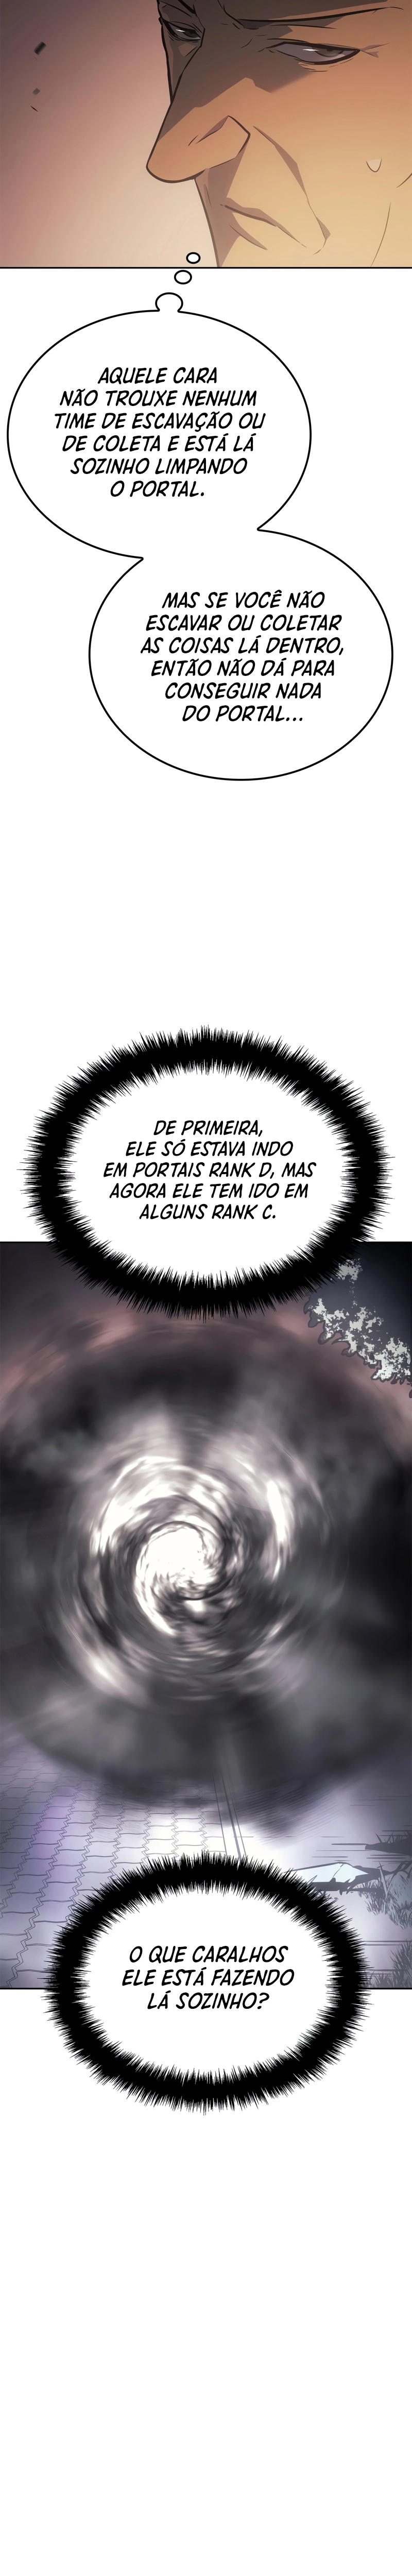 AQUELE CARA
NÃO TROUXE NENHUM
TIME DE ESCAVAÇÃO OU
DE COLETA E ESTÁ LÁ
SOZINHO LIMPANDO
O PORTAL.
MAS SE VOCÊ NÃO
ESCAVAR OU COLETAR
AS COISAS LÁ DENTRO,
ENTÃO NÃO DÁ PARA
CONSEGUIR NADA
DO PORTAL...
DE PRIMEIRA,
ELE SÓ ESTAVA INDO
EM PORTAIS RANK D, MAS
AGORA ELE TEM IDO EM
ALGUNS RANK C.
O QUE CARALHOS
ELE ESTÁ FAZENDO
LÁ SOZINHO?